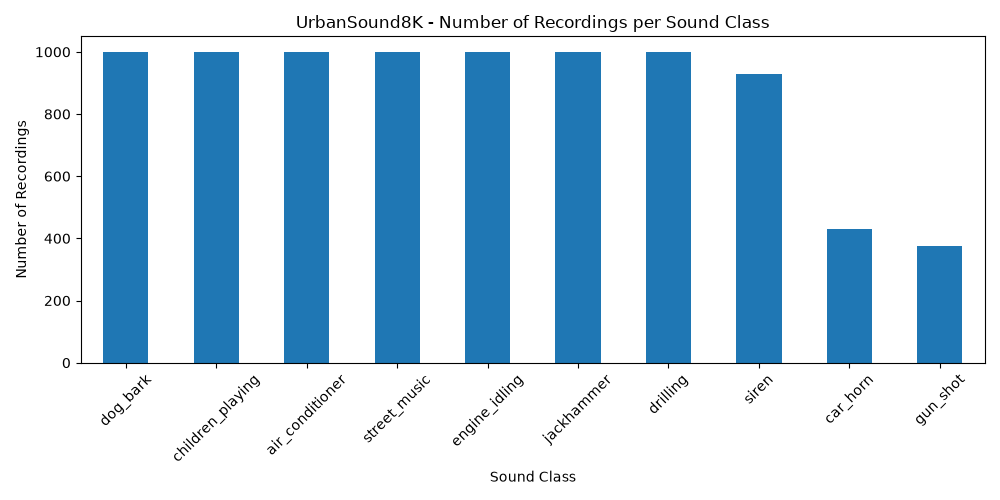 UrbanSound8K - Number of Recordings per Sound Class
Number of Recordings
1000
800
600
400
200
0
dog_bark
children_playing
air_conditioner
street_music
engine_idling
jackhammer
drilling
siren
car_horn
gun_shot
Sound Class